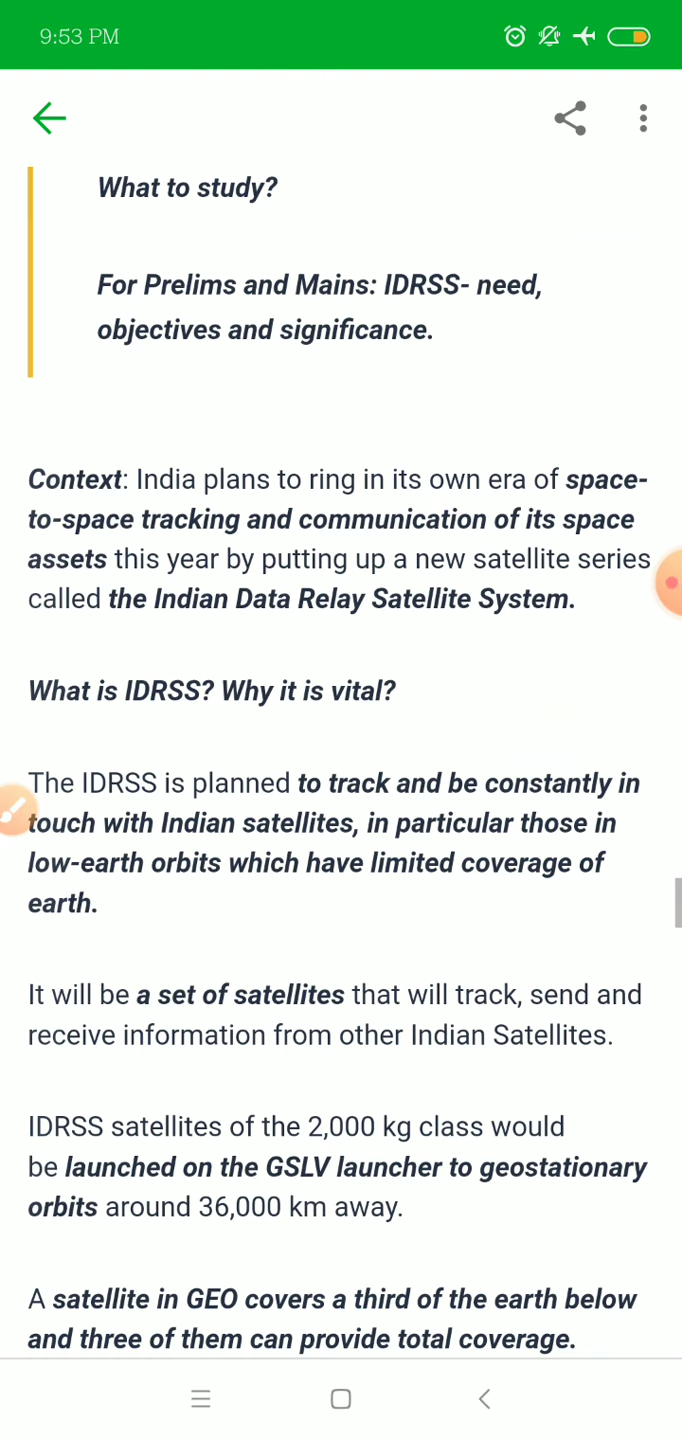 9:53 PM
What to study?
For Prelims and Mains: IDRSS- need,
objectives and significance.
Context: India plans to ring in its own era of space-
to-space tracking and communication of its space
assets this year by putting up a new satellite series
called the Indian Data Relay Satellite System.
What is IDRSS? Why it is vital?
The IDRSS is planned to track and be constantly in
touch with Indian satellites, in particular those in
low-earth orbits which have limited coverage of
earth.
It will be a set of satellites that will track, send and
receive information from other Indian Satellites.
IDRSS satellites of the 2,000 kg class would
be launched on the GSLV launcher to geostationary
orbits around 36,000 km away.
A satellite in GEO covers a third of the earth below
and three of them can provide total coverage.